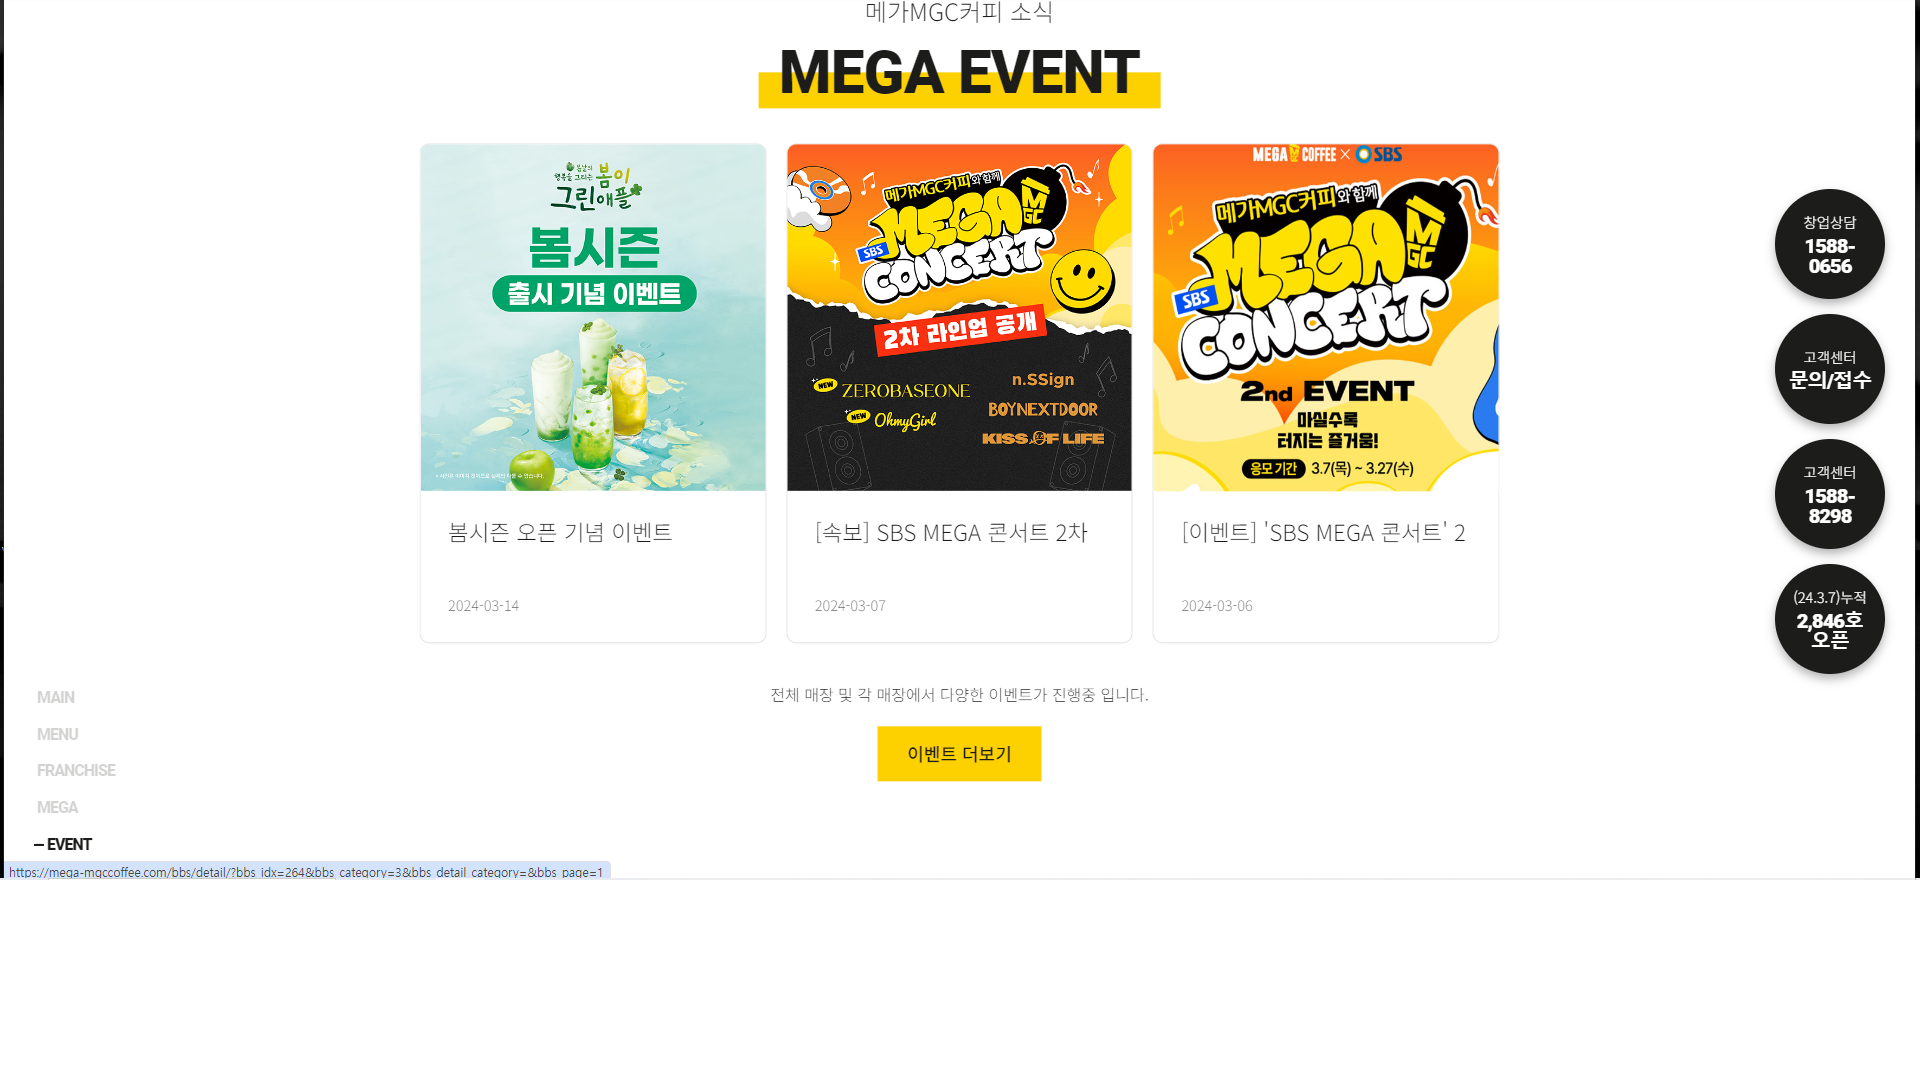 메가MGC커피 소식
MEGA EVENT
봄날의
행복을 그리는 봄이
그린애플
봄시즌
출시 기념 이벤트
봄시즌 오픈 기념 이벤트
2024-03-14
메가MGC커피와 함께
MEGA
MGC
SBS
CONCERT
2차 라인업 공개
NEW ZEROBASEONE
NEW OhmyGirl
n.SSign
BOYNEXTDOOR
KISS OF LIFE
[속보] SBS MEGA 콘서트 2차
2024-03-07
MEGA COFFEE × SBS
메가MGC커피와 함께
MEGA
MGC
SBS
CONCERT
2nd EVENT
마실수록
터지는 즐거움!
응모 기간 3.7(목) ~ 3.27(수)
[이벤트] 'SBS MEGA 콘서트' 2
2024-03-06
전체 매장 및 각 매장에서 다양한 이벤트가 진행중 입니다.
이벤트 더보기
창업상담
1588-
0656
고객센터
문의/접수
고객센터
1588-
8298
(24.3.7)누적
2,846호
오픈
MAIN
MENU
FRANCHISE
MEGA
– EVENT
https://mega-mgccoffee.com/bbs/detail/?bbs_idx=264&bbs_category=3&bbs_detail_category=&bbs_page=1